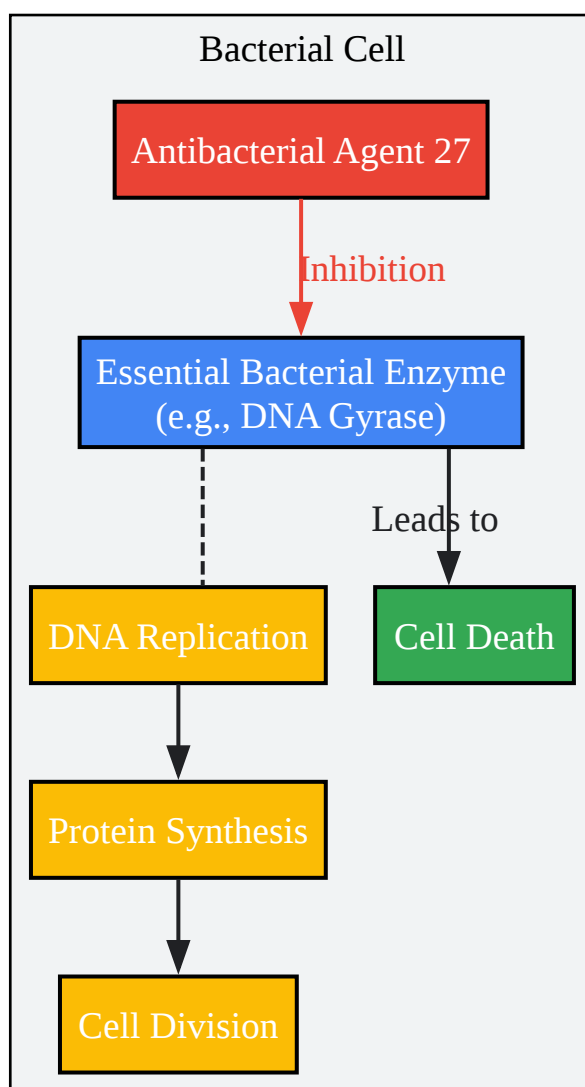 Bacterial Cell
Antibacterial Agent 27
Inhibition
Essential Bacterial Enzyme
(e.g., DNA Gyrase)
Leads to
DNA Replication
Cell Death
Protein Synthesis
Cell Division